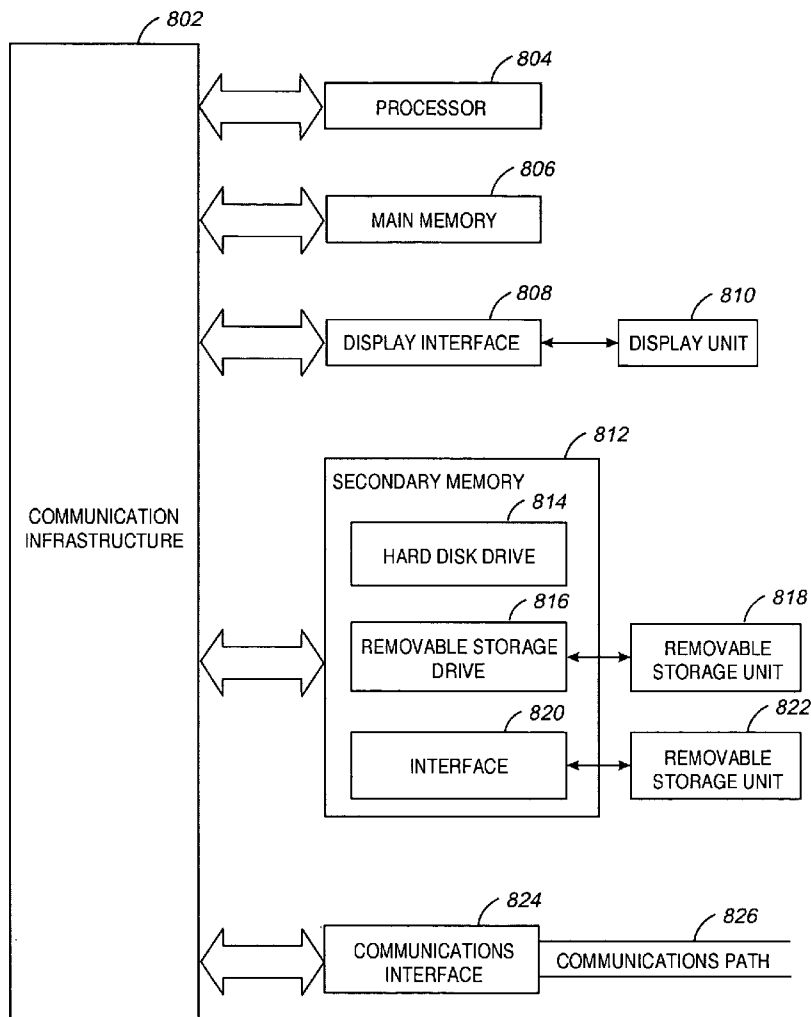 802
804
PROCESSOR
806
MAIN MEMORY
808
810
DISPLAY INTERFACE
DISPLAY UNIT
812
SECONDARY MEMORY
814
COMMUNICATION
INFRASTRUCTURE
HARD DISK DRIVE
816
818
REMOVABLE STORAGE
DRIVE
REMOVABLE
STORAGE UNIT
820
822
INTERFACE
REMOVABLE
STORAGE UNIT
824
826
COMMUNICATIONS
INTERFACE
COMMUNICATIONS PATH